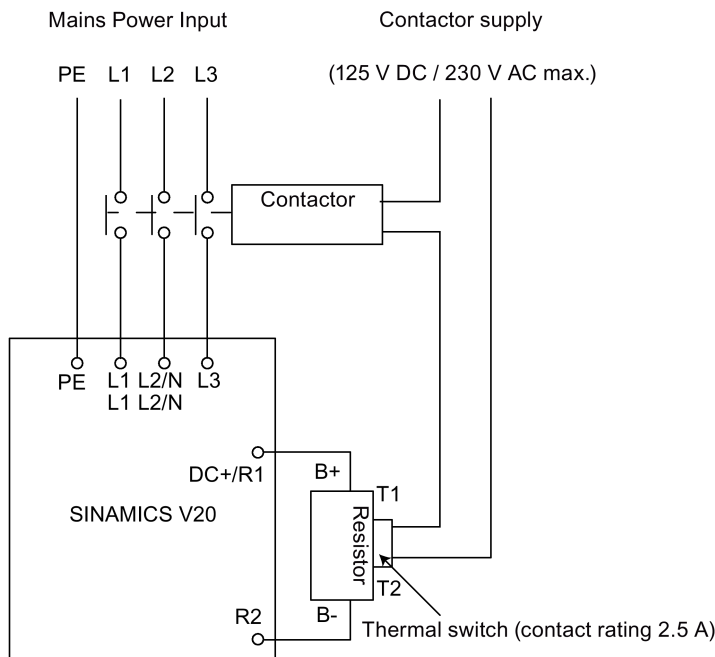 Mains Power Input
Contactor supply
PE L1 L2 L3
(125 V DC / 230 V AC max.)
Contactor
PE L1 L2/N L3
L1 L2/N
DC+/R1
B+
T1
SINAMICS V20
Resistor
T2
R2
B-
Thermal switch (contact rating 2.5 A)